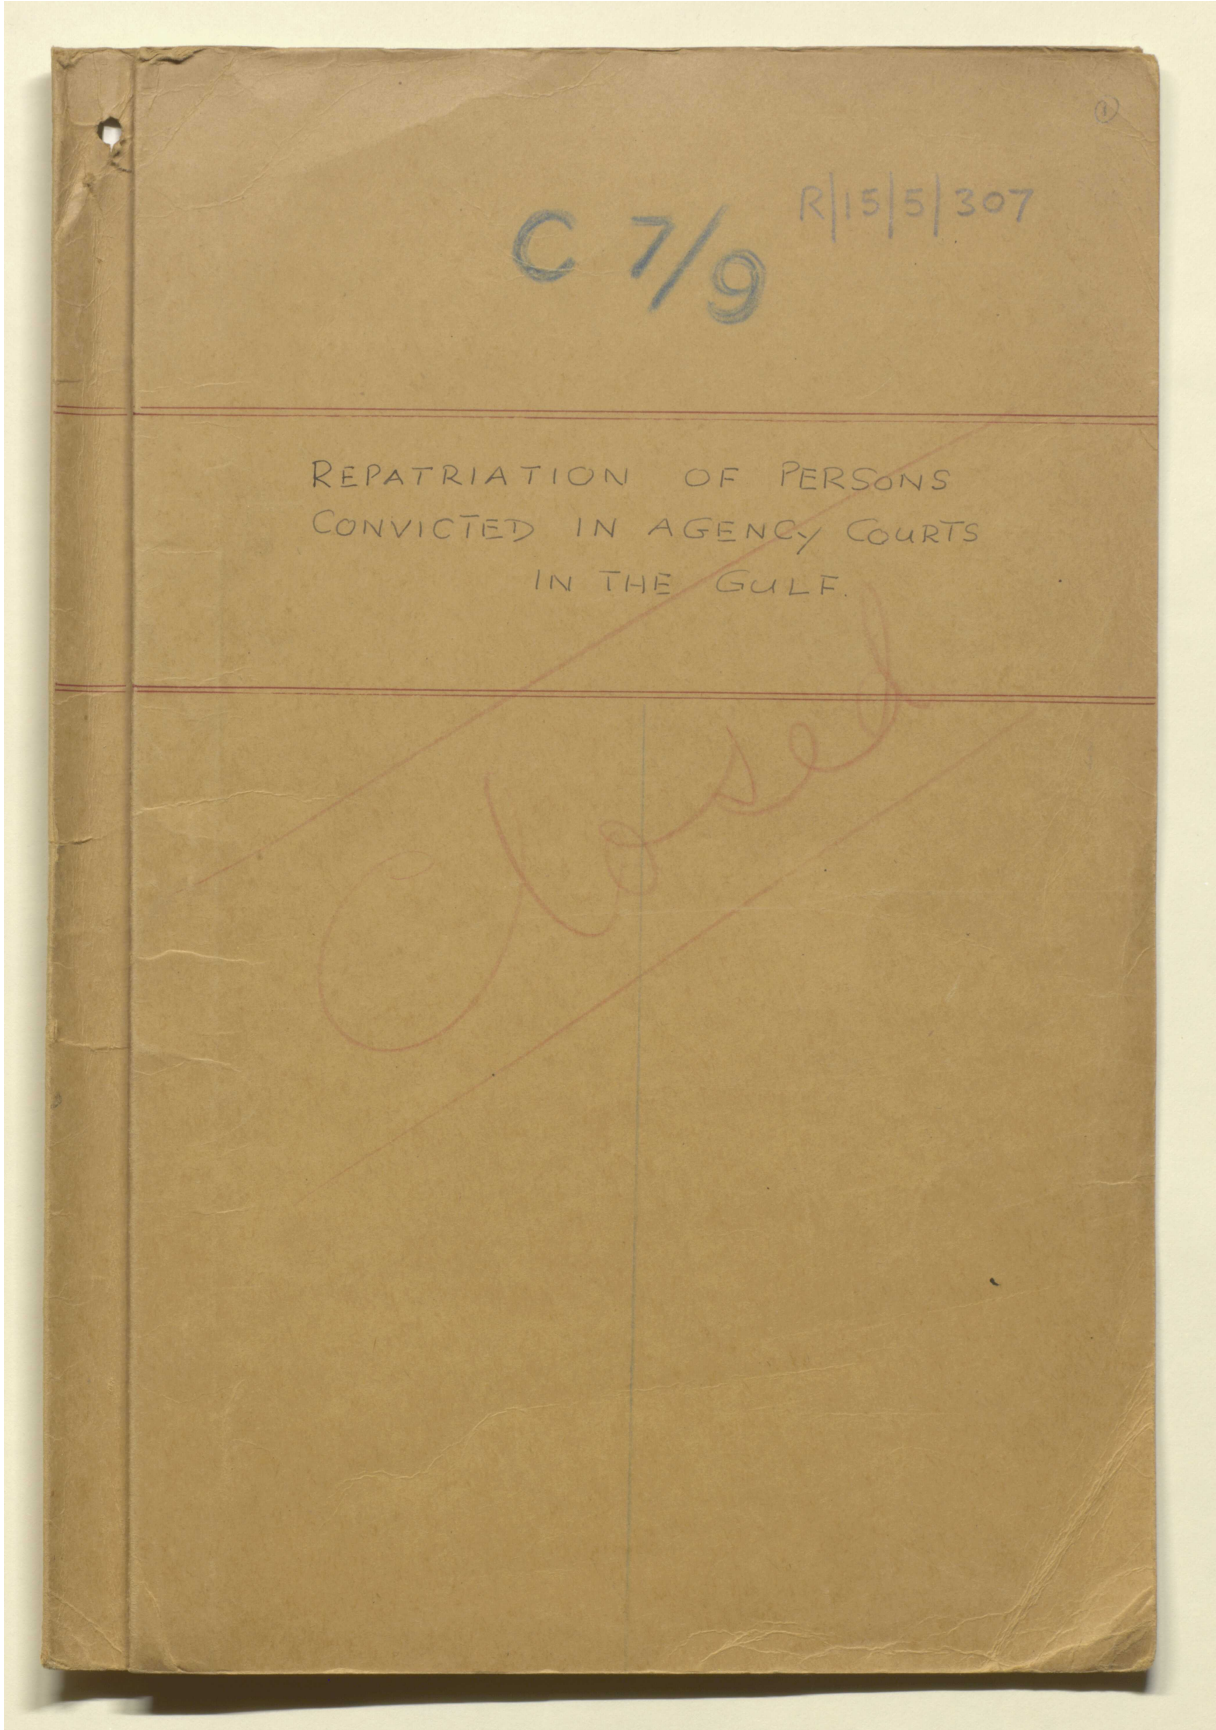 1
R/15/5/307
C 7/9
REPATRIATION OF PERSONS
CONVICTED IN AGENCY COURTS
IN THE GULF.
Closed